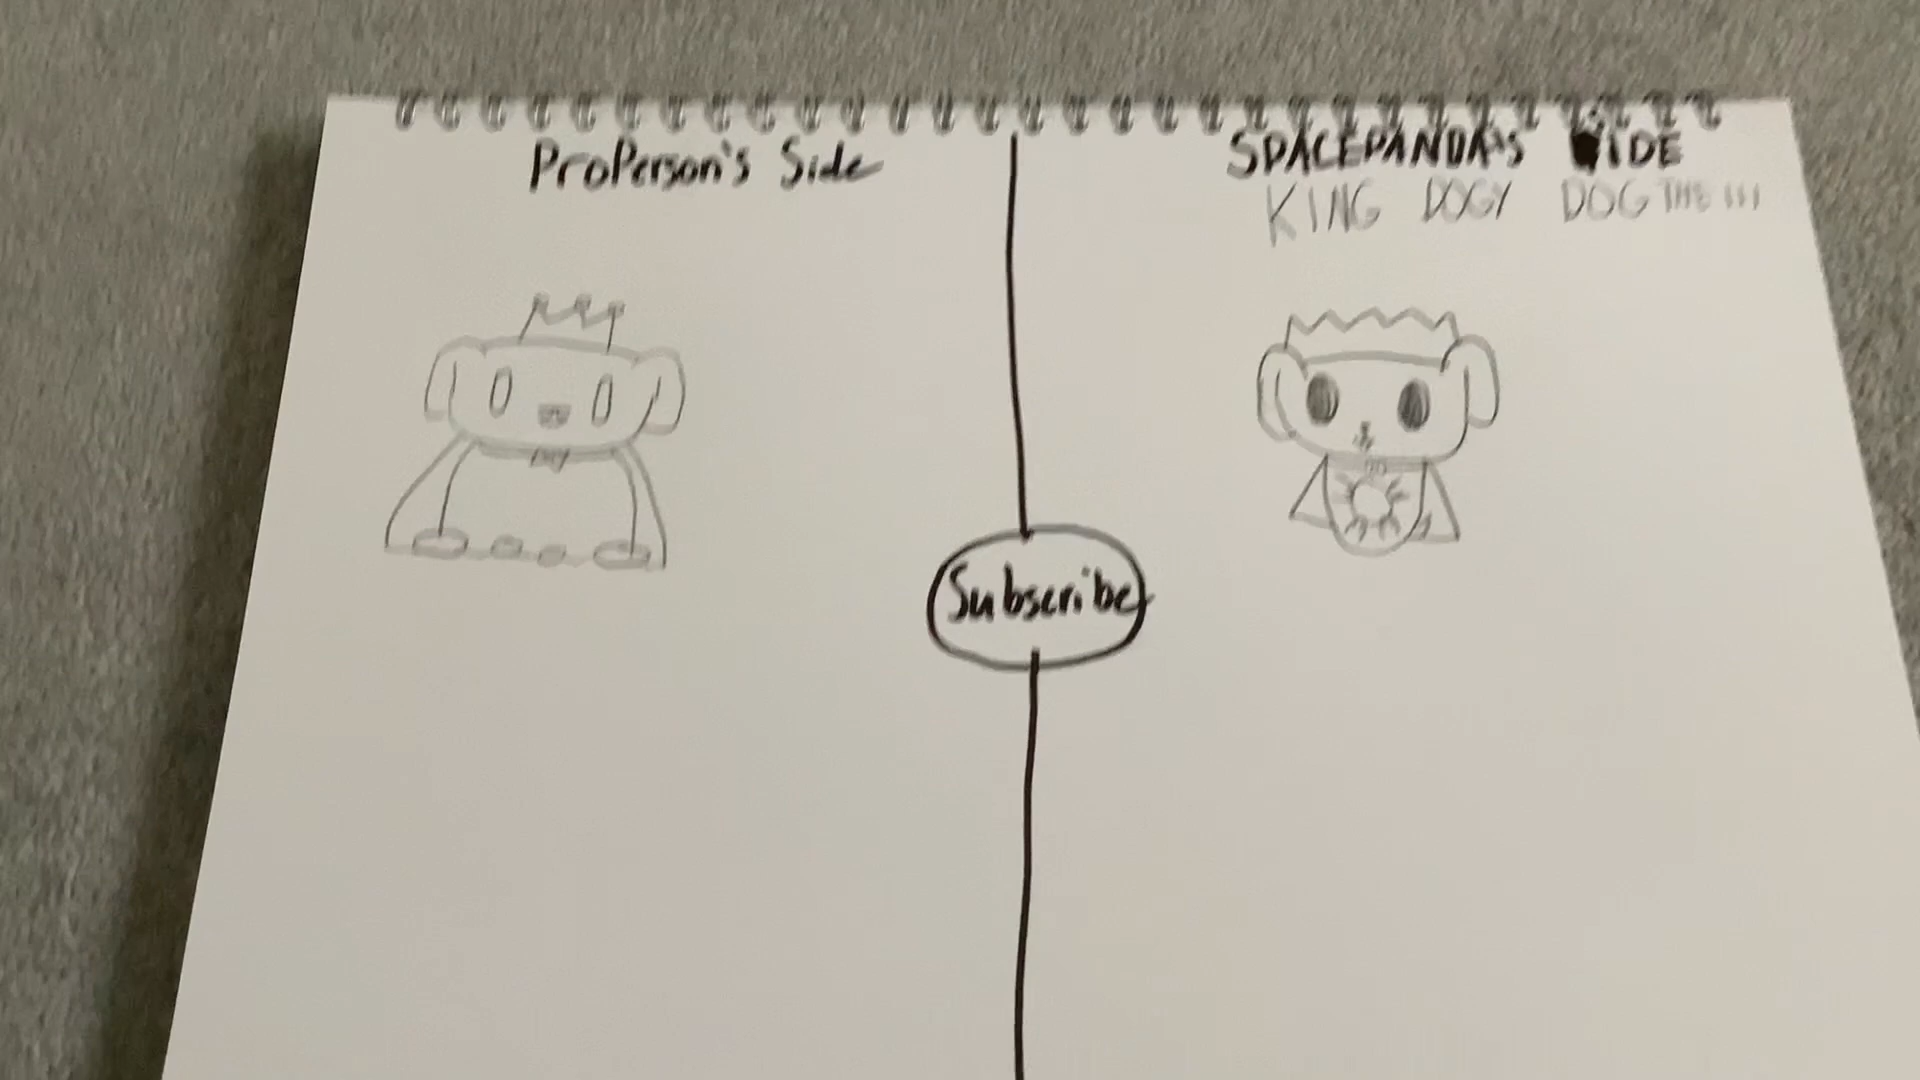 ProPerson's Side
SPACEPANDA'S SIDE
KING DOGY DOG THE III
Subscribe